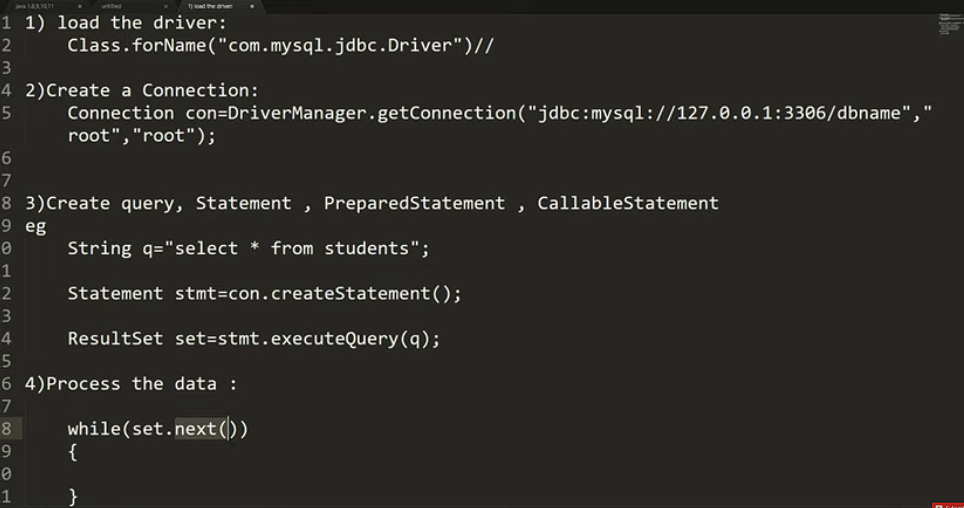 java 1.8,9,10,11 untitled 1) load the driver:
1 1) load the driver:
2 Class.forName("com.mysql.jdbc.Driver")//
3
4 2)Create a Connection:
5 Connection con=DriverManager.getConnection("jdbc:mysql://127.0.0.1:3306/dbname","
root","root");
6
7
8 3)Create query, Statement , PreparedStatement , CallableStatement
9 eg
0 String q="select * from students";
1
2 Statement stmt=con.createStatement();
3
4 ResultSet set=stmt.executeQuery(q);
5
6 4)Process the data :
7
8 while(set.next())
9 {
0
1 }